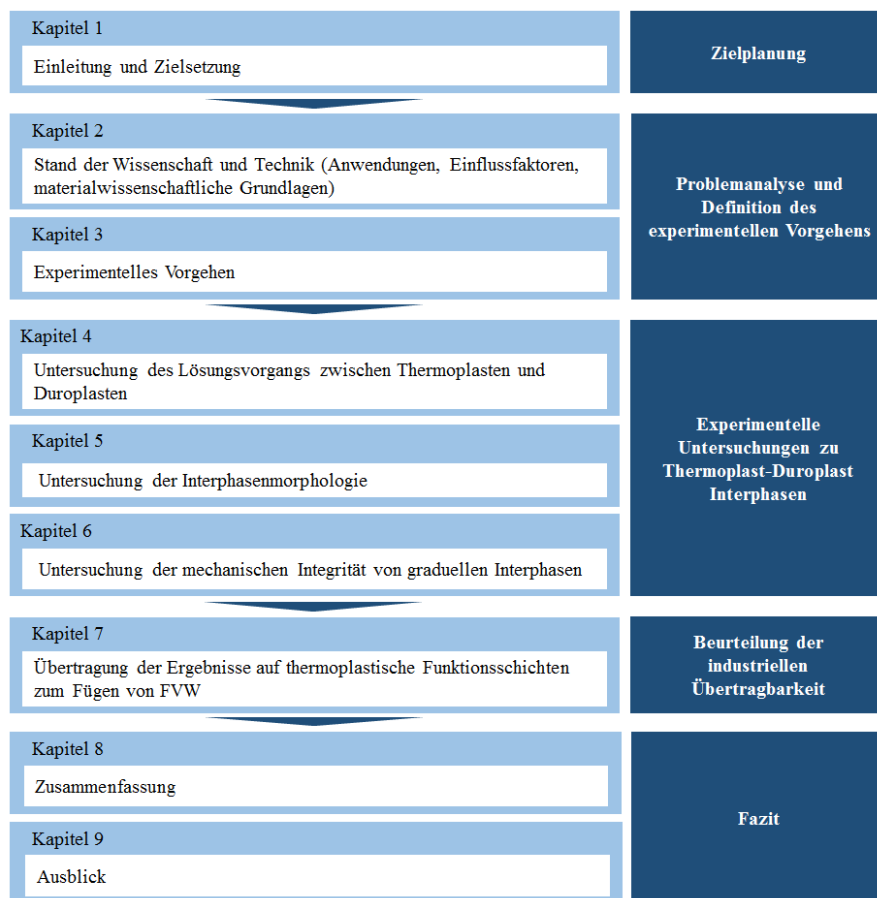 Kapitel 1
Einleitung und Zielsetzung
Zielplanung
Kapitel 2
Stand der Wissenschaft und Technik (Anwendungen, Einflussfaktoren,
materialwissenschaftliche Grundlagen)
Kapitel 3
Experimentelles Vorgehen
Problemanalyse und
Definition des
experimentellen Vorgehens
Kapitel 4
Untersuchung des Lösungsvorgangs zwischen Thermoplasten und
Duroplasten
Kapitel 5
Untersuchung der Interphasenmorphologie
Kapitel 6
Untersuchung der mechanischen Integrität von graduellen Interphasen
Experimentelle
Untersuchungen zu
Thermoplast-Duroplast
Interphasen
Kapitel 7
Übertragung der Ergebnisse auf thermoplastische Funktionsschichten
zum Fügen von FVW
Beurteilung der
industriellen
Übertragbarkeit
Kapitel 8
Zusammenfassung
Kapitel 9
Ausblick
Fazit